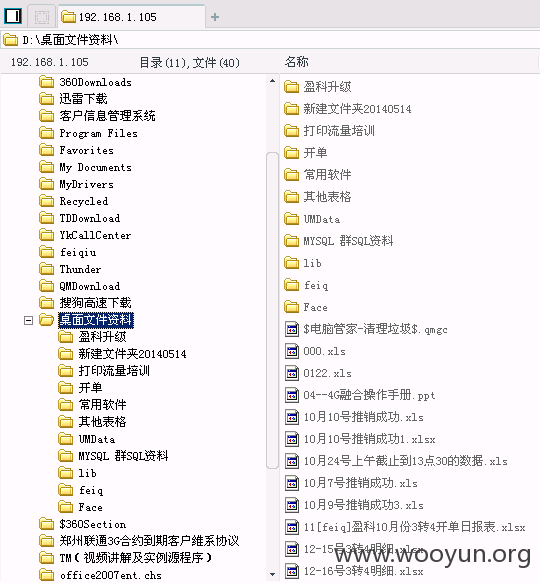 192.168.1.105
D:\桌面文件资料\
192.168.1.105
目录(11),文件(40)
名称
360Downloads
迅雷下载
客户信息管理系统
Program Files
Favorites
My Documents
MyDrivers
Recycled
TDDownload
YkCallCenter
feiqiu
Thunder
QMDownload
搜狗高速下载
桌面文件资料
盈科升级
新建文件夹20140514
打印流量培训
开单
常用软件
其他表格
UMData
MYSQL 群SQL资料
lib
feiq
Face
$360Section
郑州联通3G合约到期客户维系协议
TM(视频讲解及实例源程序)
office2007ent.chs
盈科升级
新建文件夹20140514
打印流量培训
开单
常用软件
其他表格
UMData
MYSQL 群SQL资料
lib
feiq
Face
$电脑管家-清理垃圾$.qmgc
000.xls
0122.xls
04--4G融合操作手册.ppt
10月10号推销成功.xls
10月10号推销成功1.xlsx
10月24号上午截止到13点30的数据.xls
10月7号推销成功.xls
10月9号推销成功3.xls
11[feiq]盈科10月份3转4开单日报表.xlsx
12-15号3转4明细.xls
12-16号3转4明细.xls
www.wooyun.org